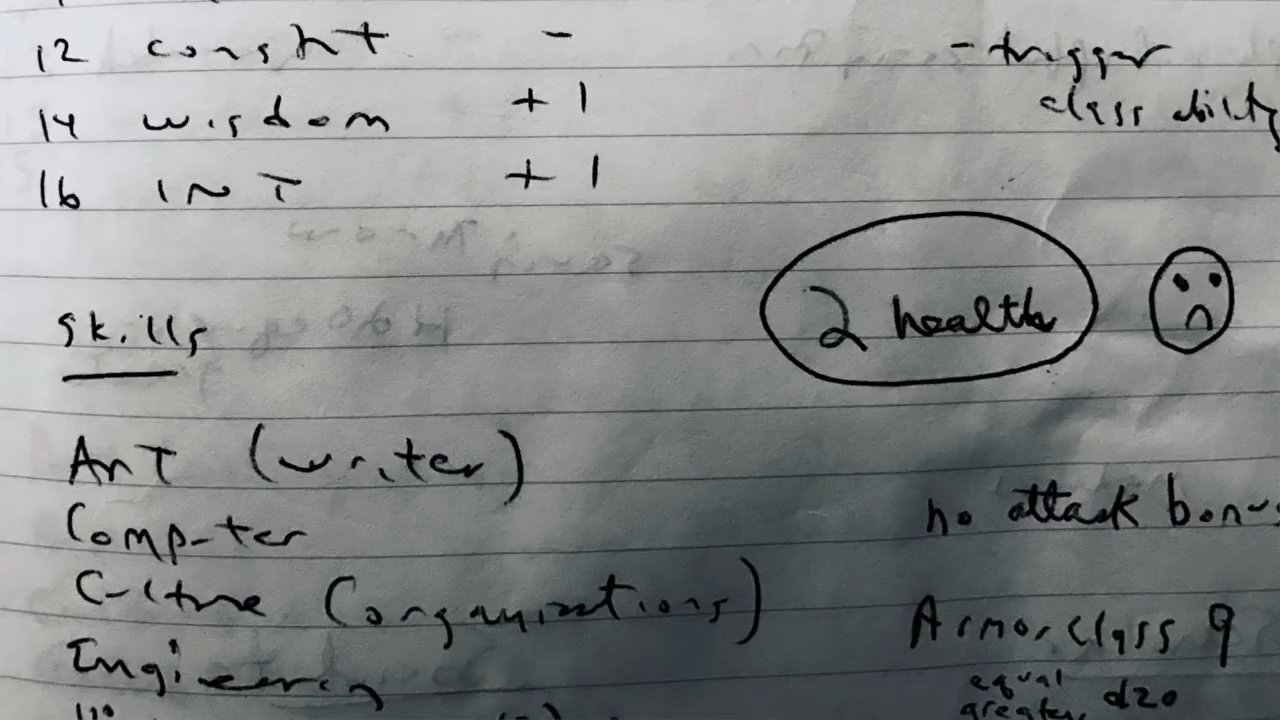 12 const -
14 wisdom +1
16 INT +1
- trigger
class ability
2 health
skills
Art (writer)
Computer
Culture (organizations)
Engineering
no attack bonus
Armor class 9
equal
greater d20